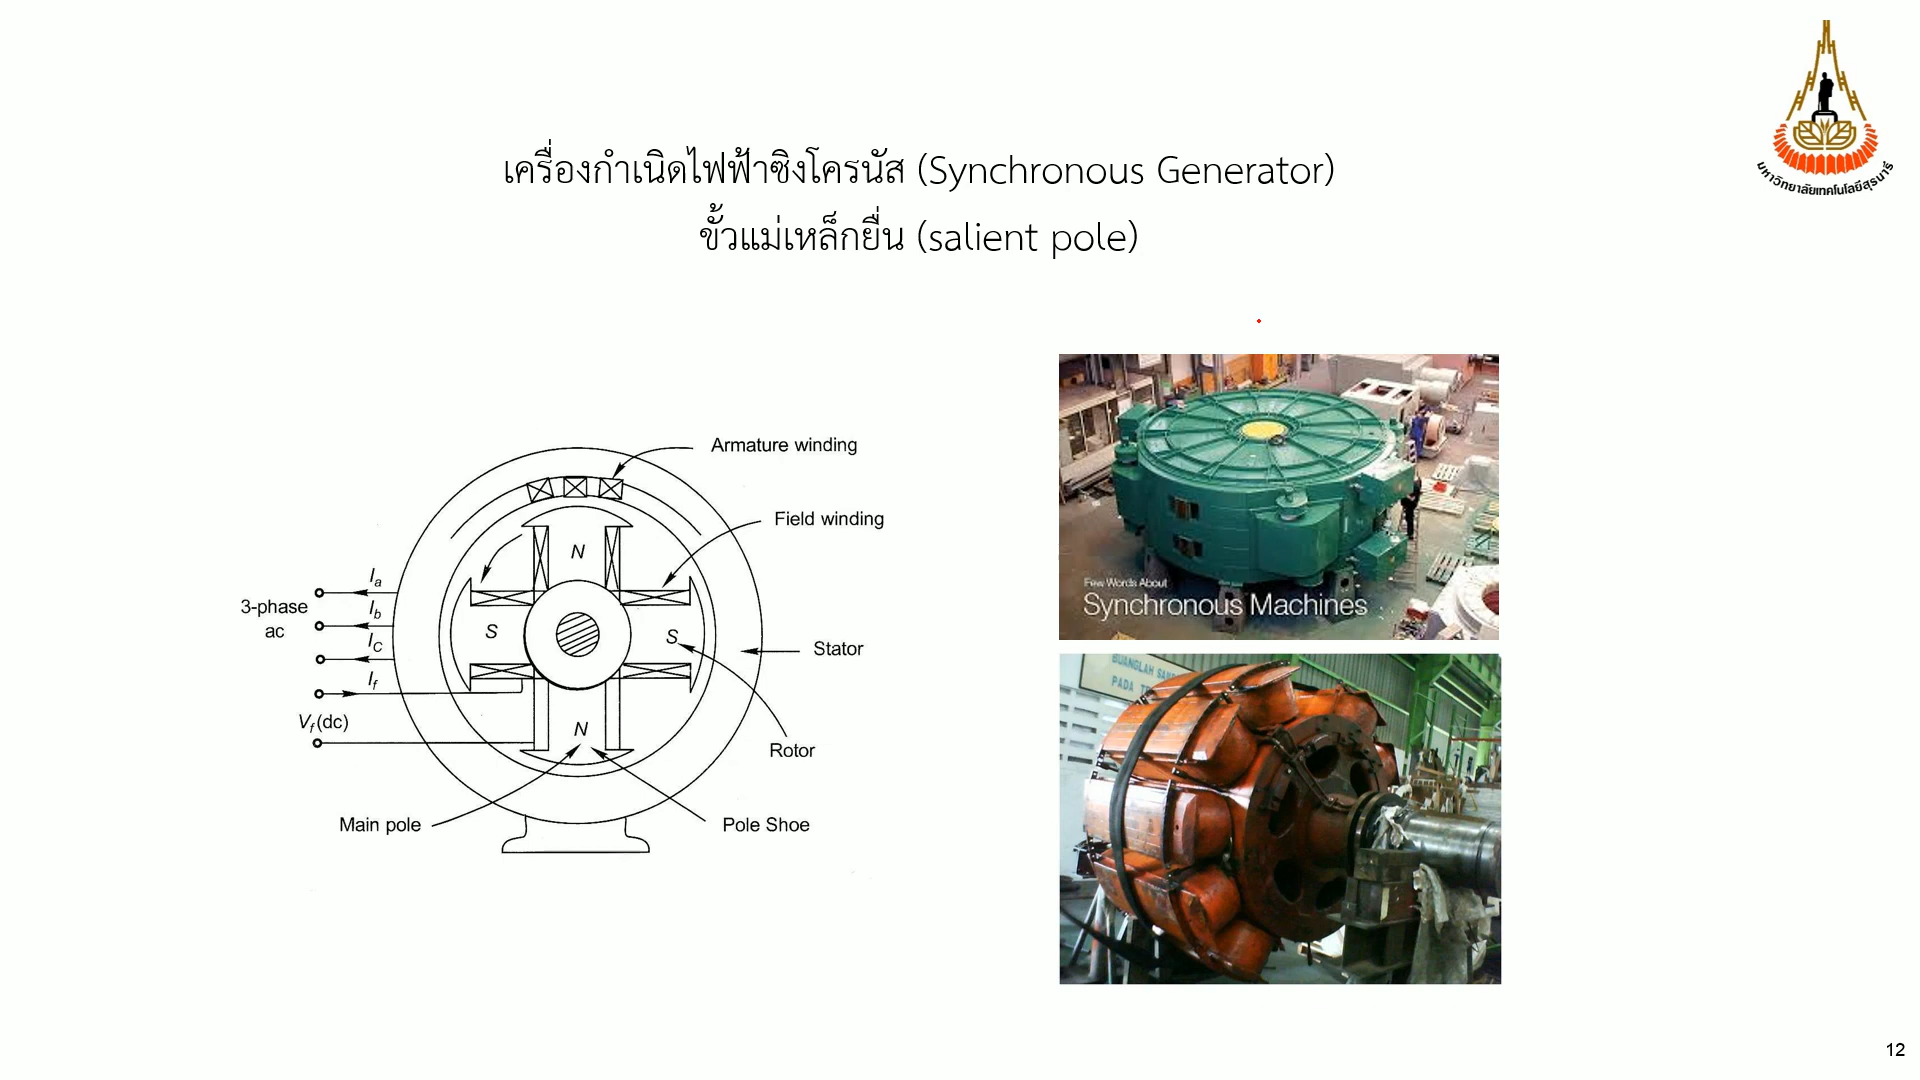 มหาวิทยาลัยเทคโนโลยีสุรนารี
เครื่องกำเนิดไฟฟ้าซิงโครนัส (Synchronous Generator)
ขั้วแม่เหล็กยื่น (salient pole)
Armature winding
Field winding
N
Ia
3-phase
ac
Ib
S
S
IC
Stator
If
Vf(dc)
N
Rotor
Main pole
Pole Shoe
Few Words About
Synchronous Machines
BUANGLAH
PADA
12